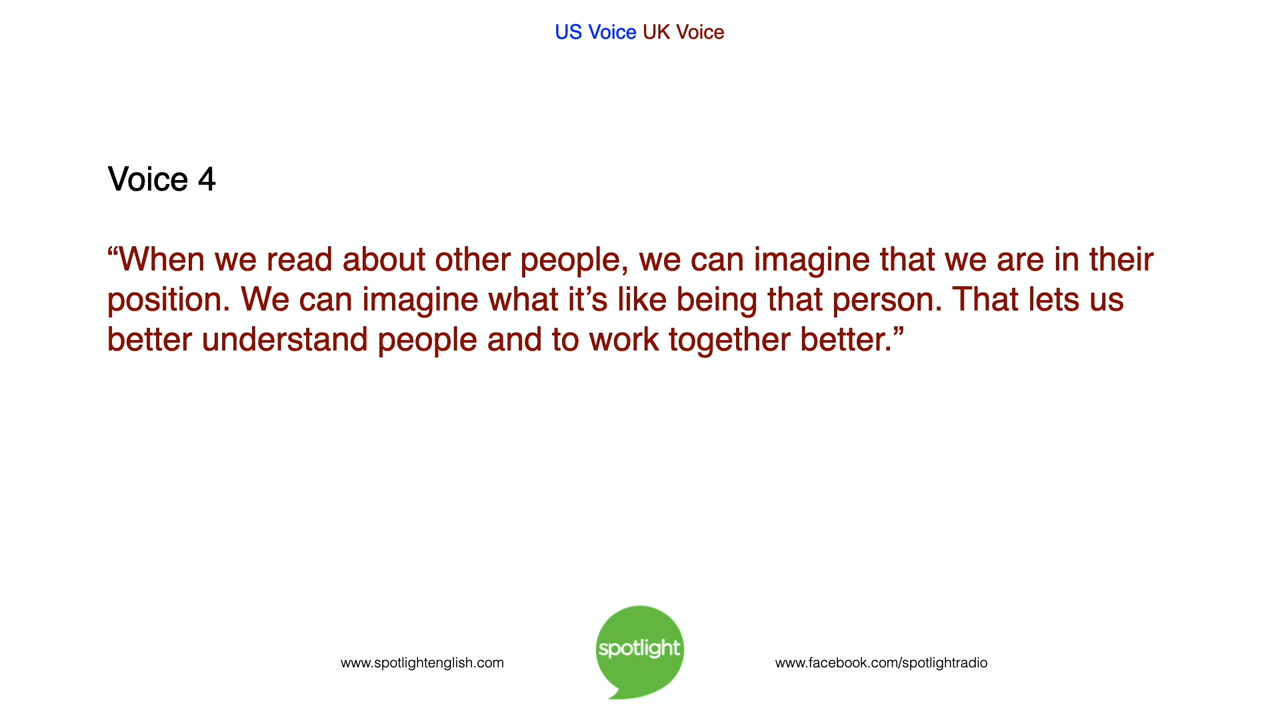 US Voice UK Voice
Voice 4
“When we read about other people, we can imagine that we are in their
position. We can imagine what it’s like being that person. That lets us
better understand people and to work together better.”
spotlight
www.spotlightenglish.com
www.facebook.com/spotlightradio